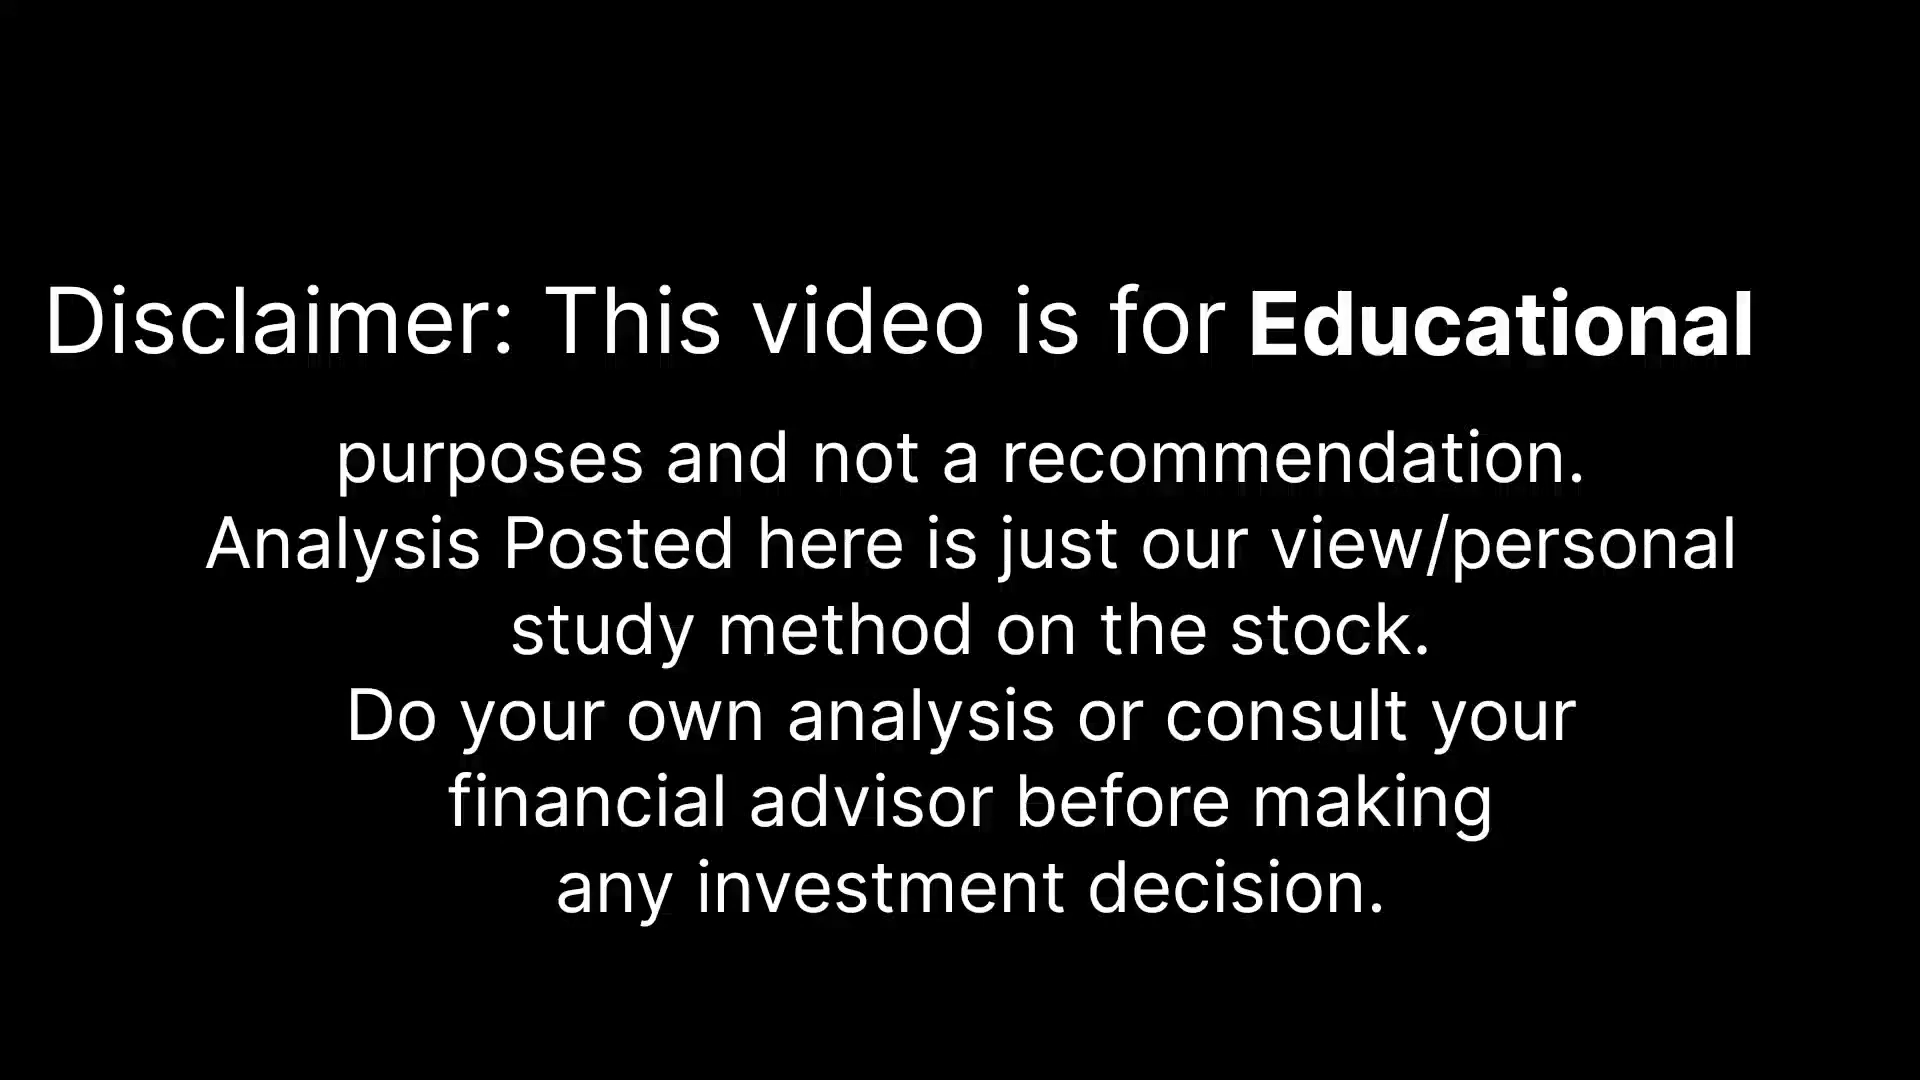 Disclaimer: This video is for Educational
purposes and not a recommendation.
Analysis Posted here is just our view/personal
study method on the stock.
Do your own analysis or consult your
financial advisor before making
any investment decision.